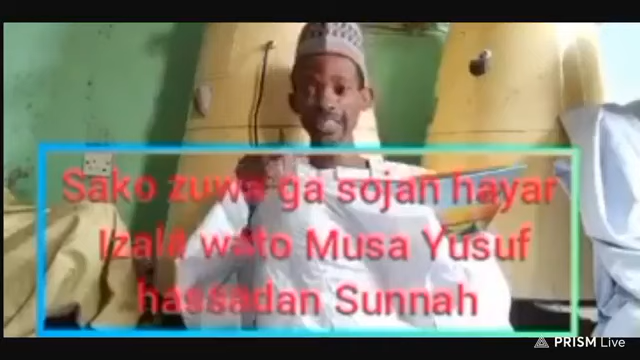 Sako zuwa ga sojan hayar
Izala wato Musa Yusuf
hassadan Sunnah
PRISM Live